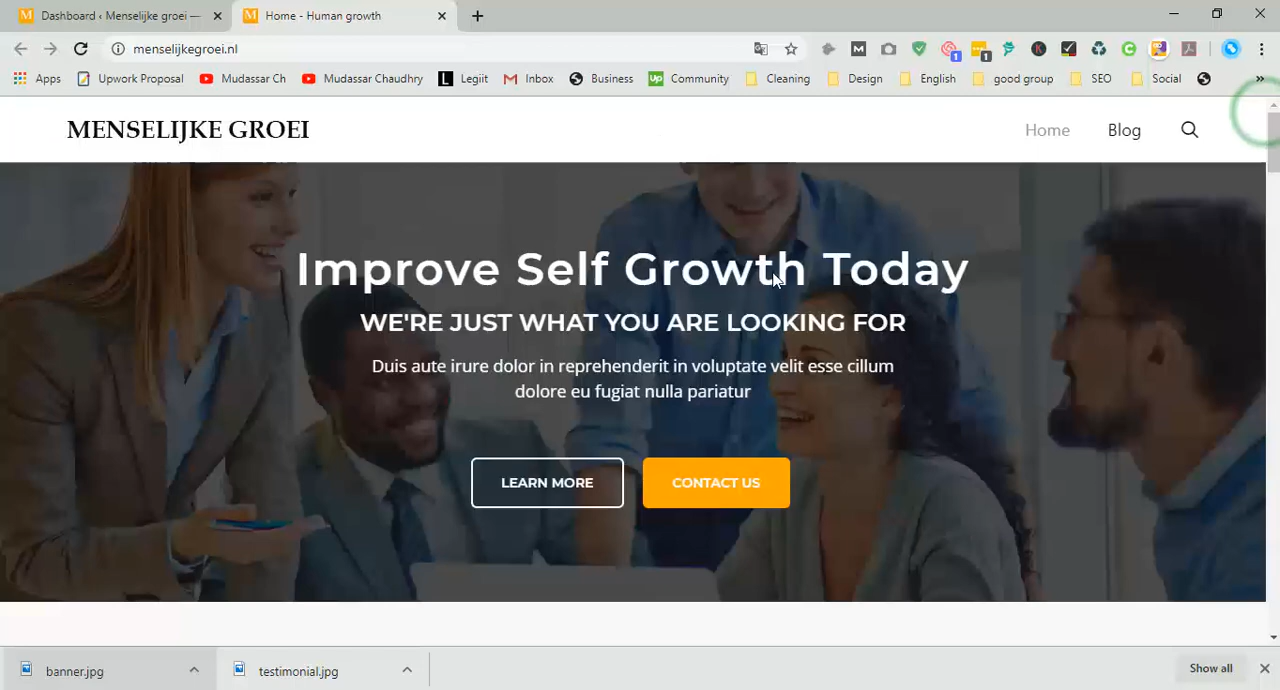 Dashboard ‹ Menselijke groei —
Home - Human growth
menselijkegroei.nl
1
1
Apps
Upwork Proposal
Mudassar Ch
Mudassar Chaudhry
Legiit
Inbox
Business
Community
Cleaning
Design
English
good group
SEO
Social
MENSELIJKE GROEI
Home
Blog
Improve Self Growth Today
WE'RE JUST WHAT YOU ARE LOOKING FOR
Duis aute irure dolor in reprehenderit in voluptate velit esse cillum
dolore eu fugiat nulla pariatur
LEARN MORE
CONTACT US
banner.jpg
testimonial.jpg
Show all